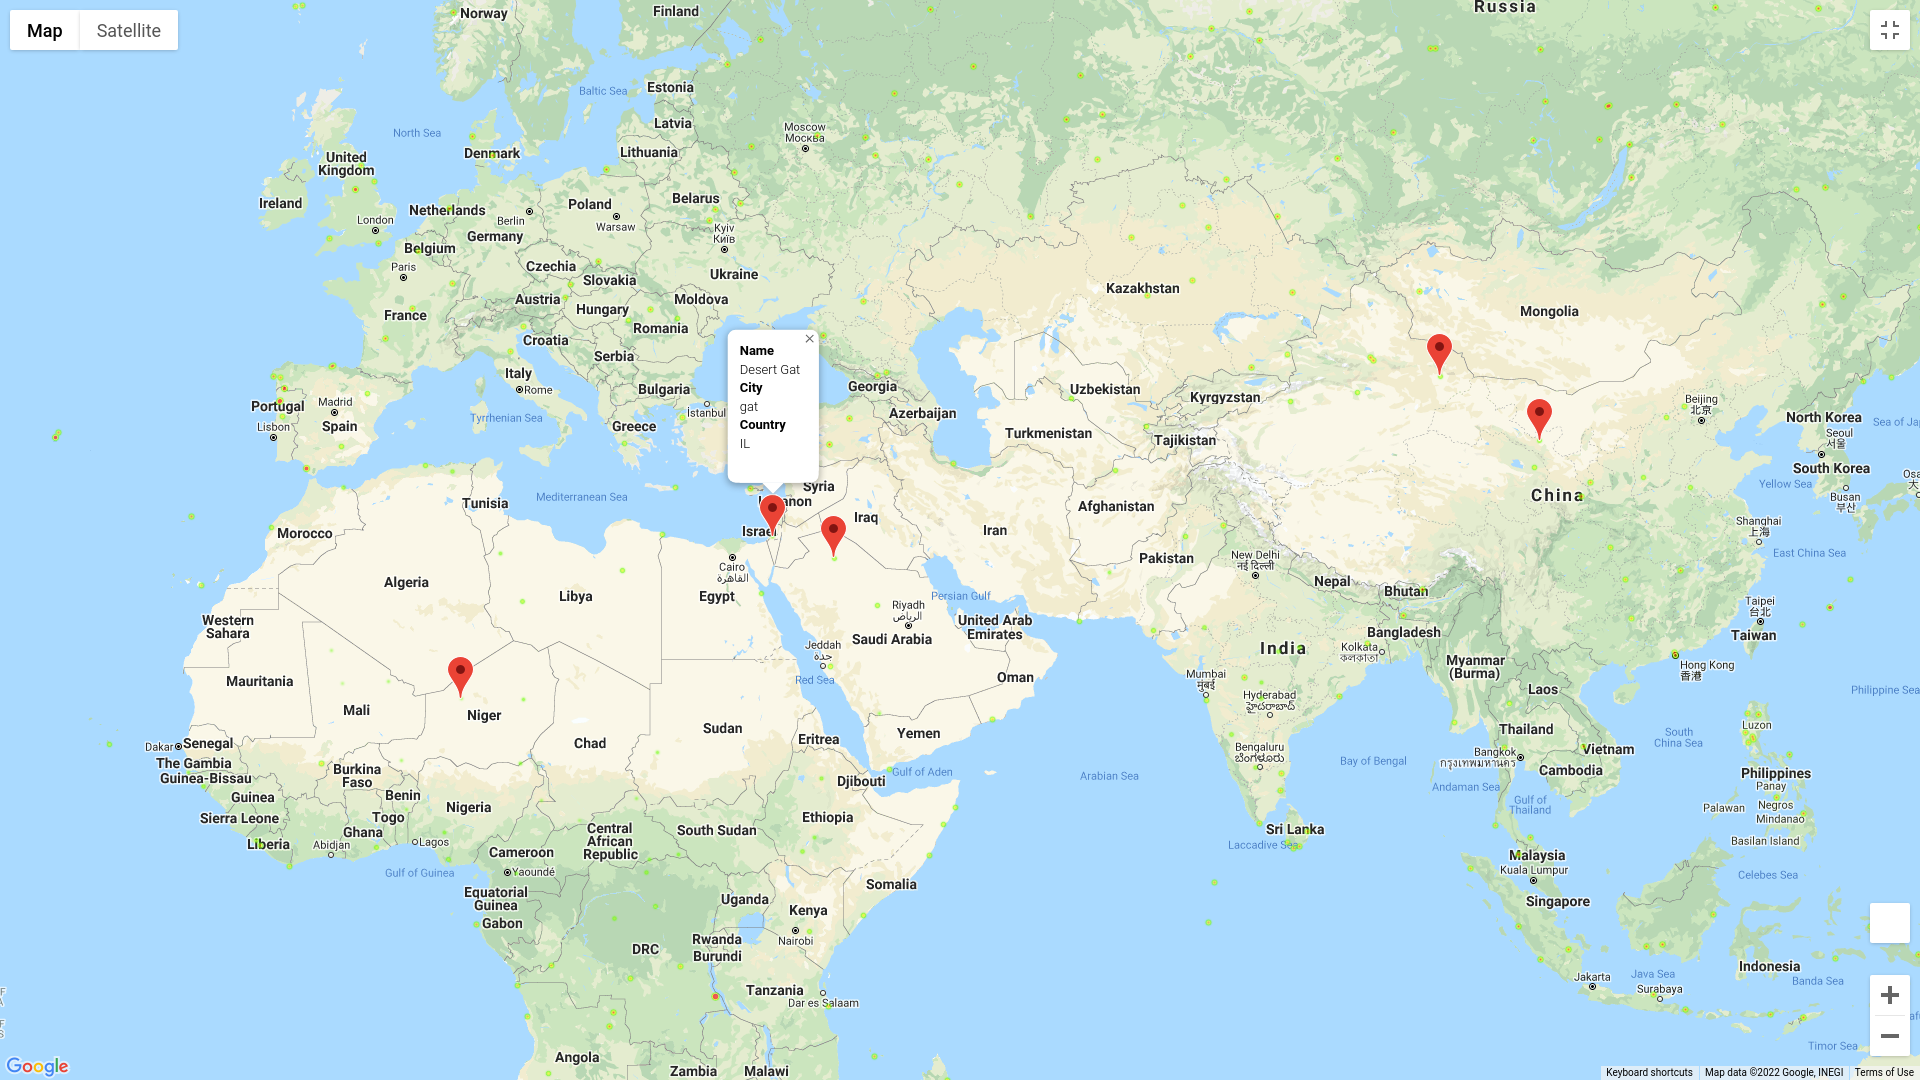 Map
Satellite
Norway
Finland
Russia
Estonia
Baltic Sea
Latvia
Moscow
Москва
North Sea
Denmark
Lithuania
United
Kingdom
Belarus
Ireland
Netherlands
Poland
London
Berlin
Warsaw
Kyiv
Київ
Germany
Belgium
Paris
Czechia
Slovakia
Ukraine
Kazakhstan
Austria
Hungary
Moldova
Mongolia
France
Romania
Croatia
Serbia
Name
Desert Gat
City
gat
Country
IL
Italy
Rome
Bulgaria
Georgia
Uzbekistan
Kyrgyzstan
Portugal
Madrid
Lisbon
Spain
Tyrrhenian Sea
İstanbul
Greece
Azerbaijan
Turkmenistan
Tajikistan
Beijing
北京
North Korea
Seoul
서울
Sea of Ja
South Korea
Yellow Sea
Busan
부산
Osa
大
Tunisia
Mediterranean Sea
Syria
Iraq
Afghanistan
China
Morocco
Israel
Iran
Shanghai
上海
East China Sea
Cairo
القاهرة
Pakistan
New Delhi
नई दिल्ली
Nepal
Bhutan
Algeria
Libya
Egypt
Persian Gulf
Riyadh
الرياض
Western
Sahara
United Arab
Emirates
Saudi Arabia
Jeddah
جدة
Bangladesh
Taipei
台北
Taiwan
India
Kolkata
কলকাতা
Hong Kong
香港
Mauritania
Red Sea
Oman
Mumbai
मुंबई
Myanmar
(Burma)
Laos
Philippine Sea
Hyderabad
హైదరాబాద్
Mali
Niger
Sudan
Eritrea
Yemen
Thailand
Luzon
South
China Sea
Dakar
Senegal
The Gambia
Guinea-Bissau
Chad
Bengaluru
ಬೆಂಗಳೂರು
Bangkok
กรุงเทพมหานคร
Vietnam
Bay of Bengal
Burkina
Faso
Djibouti
Gulf of Aden
Arabian Sea
Cambodia
Philippines
Andaman Sea
Panay
Guinea
Benin
Nigeria
Gulf of
Thailand
Palawan
Negros
Sierra Leone
Togo
Ghana
Ethiopia
Mindanao
South Sudan
Central
African
Republic
Sri Lanka
Laccadive Sea
Basilan Island
Liberia
Abidjan
Lagos
Cameroon
Malaysia
Kuala Lumpur
Gulf of Guinea
Yaoundé
Celebes Sea
Equatorial
Guinea
Somalia
Uganda
Singapore
Gabon
Kenya
Nairobi
DRC
Rwanda
Burundi
Indonesia
Jakarta
Java Sea
Surabaya
Banda Sea
Tanzania
Dar es Salaam
Timor Sea
Angola
Zambia
Malawi
Google
Keyboard shortcuts
Map data ©2022 Google, INEGI
Terms of Use